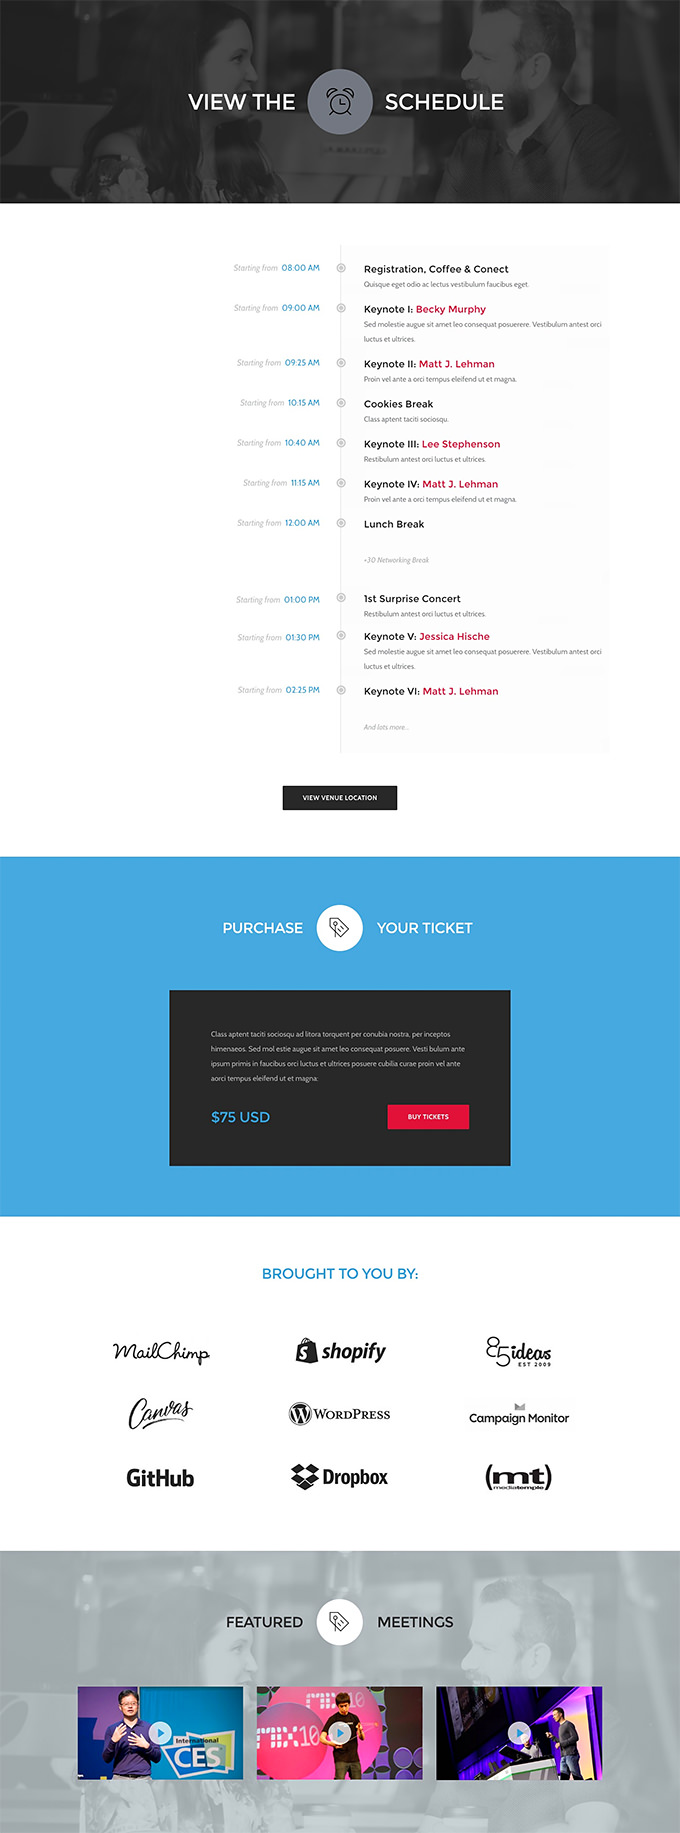 VIEW THE SCHEDULE
Starting from 08:00 AM
Registration, Coffee & Conect
Quisque eget odio ac lectus vestibulum faucibus eget.
Starting from 09:00 AM
Keynote I: Becky Murphy
Sed molestie augue sit amet leo consequat posuerere. Vestibulum antest orci
luctus et ultrices.
Starting from 09:25 AM
Keynote II: Matt J. Lehman
Proin vel ante a orci tempus eleifend ut et magna.
Starting from 10:15 AM
Cookies Break
Class aptent taciti sociosqu.
Starting from 10:40 AM
Keynote III: Lee Stephenson
Restibulum antest orci luctus et ultrices.
Starting from 11:15 AM
Keynote IV: Matt J. Lehman
Proin vel ante a orci tempus eleifend ut et magna.
Starting from 12:00 AM
Lunch Break
+30 Networking Break
Starting from 01:00 PM
1st Surprise Concert
Restibulum antest orci luctus et ultrices.
Starting from 01:30 PM
Keynote V: Jessica Hische
Sed molestie augue sit amet leo consequat posuerere. Vestibulum antest orci
luctus et ultrices.
Starting from 02:25 PM
Keynote VI: Matt J. Lehman
And lots more...
VIEW VENUE LOCATION
PURCHASE YOUR TICKET
Class aptent taciti sociosqu ad litora torquent per conubia nostra, per inceptos
himenaeos. Sed mol estie augue sit amet leo consequat posuere. Vesti bulum ante
ipsum primis in faucibus orci luctus et ultrices posuere cubilia curae proin vel ante
aorci tempus eleifend ut et magna.
$75 USD
BUY TICKETS
BROUGHT TO YOU BY:
MailChimp
shopify
85ideas
EST 2009
Canvas
WORDPRESS
Campaign Monitor
GitHub
Dropbox
(mt)
mediatemple
FEATURED MEETINGS
International
CES
mix10